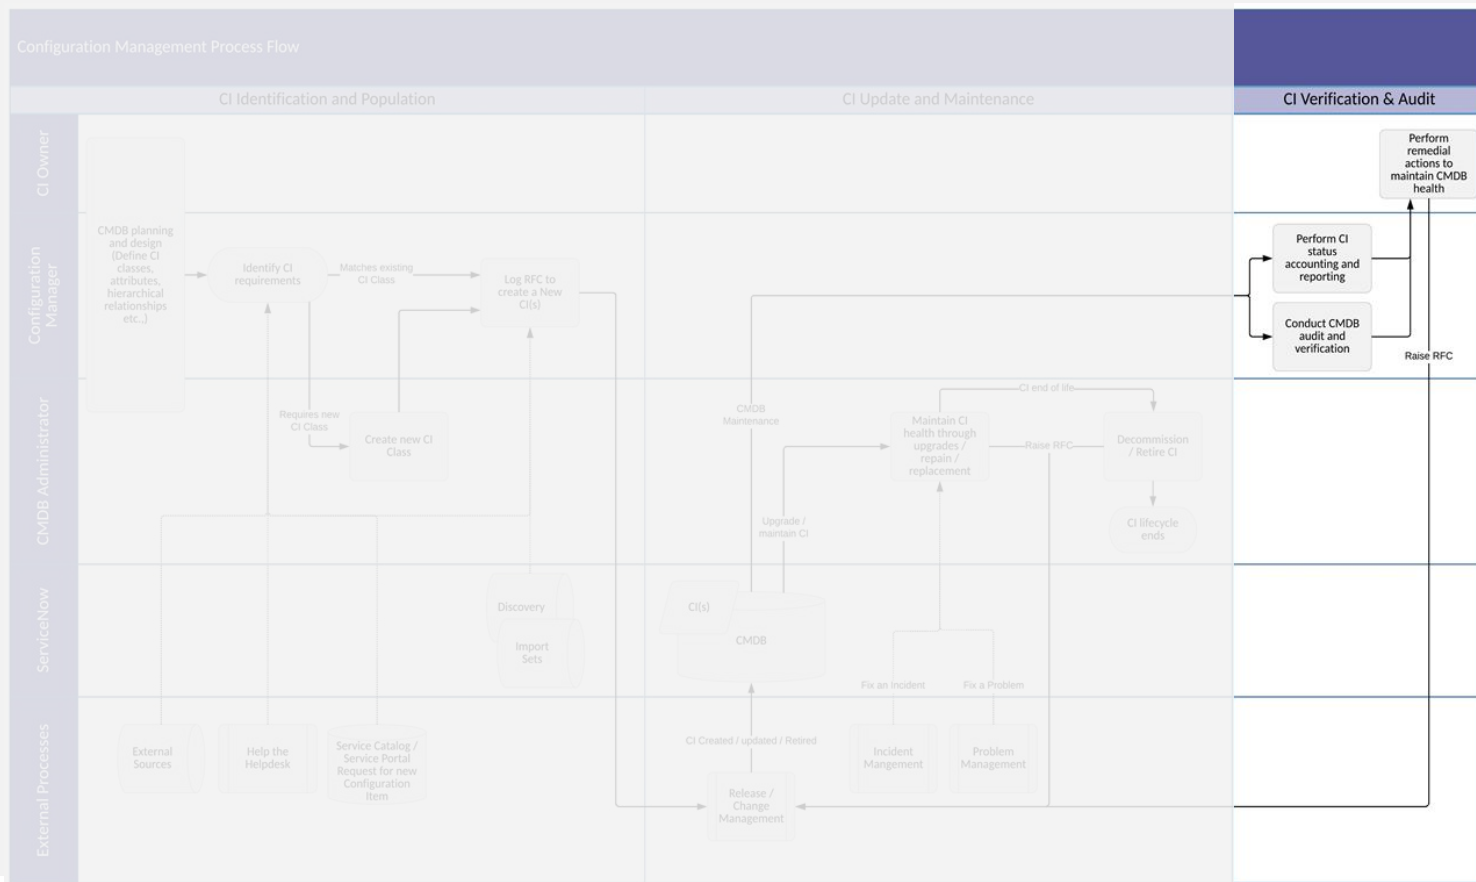 Configuration Management Process Flow
CI Identification and Population
CI Update and Maintenance
CI Verification & Audit
CI Owner
Configuration
Manager
CMDB Administrator
ServiceNow
External Processes
CMDB planning
and design
(Define CI
classes,
attributes,
hierarchical
relationships
etc.,)
Identify CI
requirements
Matches existing
CI Class
Log RFC to
create a New
CI(s)
Requires new
CI Class
Create new CI
Class
Discovery
Import
Sets
External
Sources
Help the
Helpdesk
Service Catalog /
Service Portal
Request for new
Configuration
Item
CMDB
Maintenance
Upgrade /
maintain CI
CI(s)
CMDB
CI Created / updated / Retired
Release /
Change
Management
Maintain CI
health through
upgrades /
repair /
replacement
CI end of life
Raise RFC
Decommission
/ Retire CI
CI lifecycle
ends
Fix an Incident
Fix a Problem
Incident
Mangement
Problem
Management
Perform
remedial
actions to
maintain CMDB
health
Perform CI
status
accounting and
reporting
Conduct CMDB
audit and
verification
Raise RFC